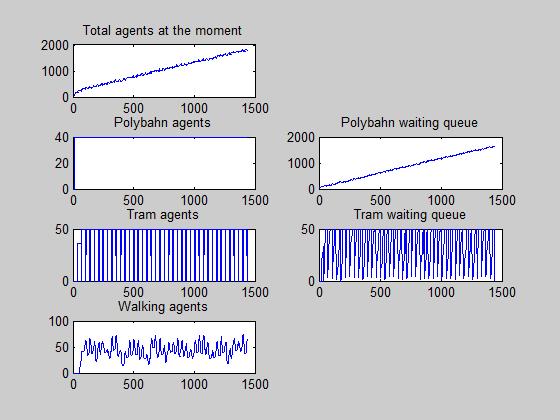 Total agents at the moment
2000
1000
0
0 500 1000 1500
Polybahn agents Polybahn waiting queue
40 2000
20 1000
0 0
0 500 1000 1500 0 500 1000 1500
Tram agents Tram waiting queue
50 50
0 0
0 500 1000 1500 0 500 1000 1500
Walking agents
100
50
0
0 500 1000 1500